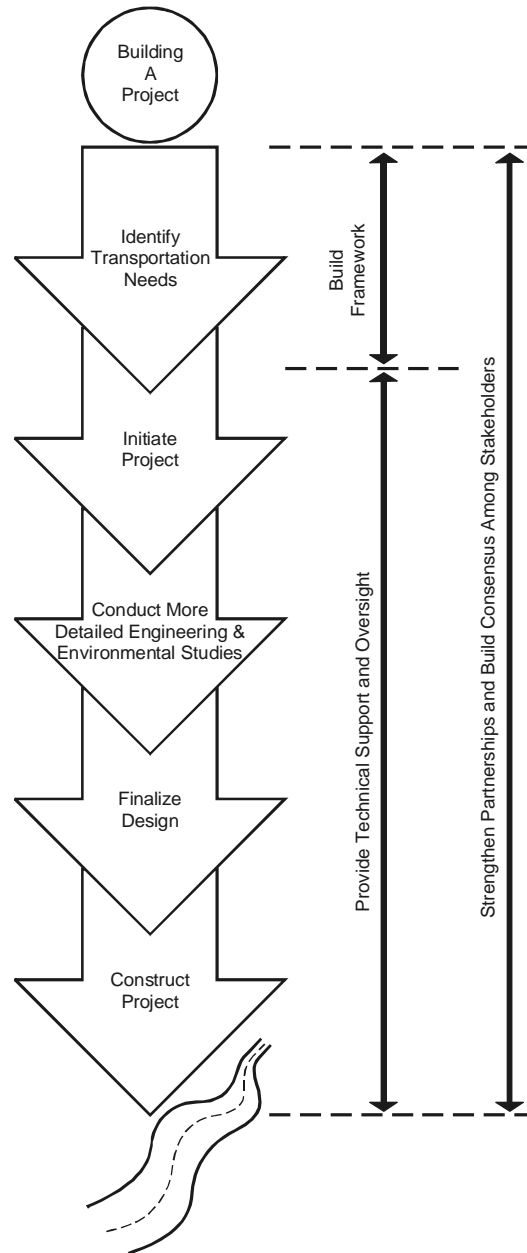 Building
A
Project
Identify
Transportation
Needs
Build
Framework
Initiate
Project
Conduct More
Detailed Engineering &
Environmental Studies
Finalize
Design
Construct
Project
Provide Technical Support and Oversight
Strengthen Partnerships and Build Consensus Among Stakeholders